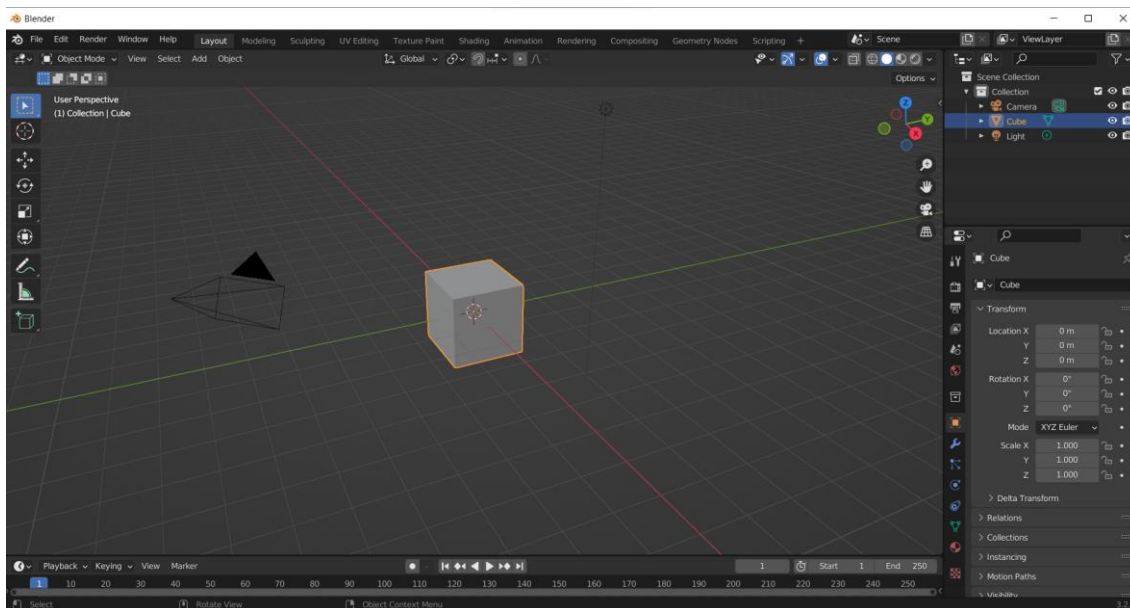 Blender
File Edit Render Window Help Layout Modeling Sculpting UV Editing Texture Paint Shading Animation Rendering Compositing Geometry Nodes Scripting + Scene ViewLayer
Object Mode View Select Add Object Global
Options
User Perspective
(1) Collection | Cube
Z
Y
X
Scene Collection
Collection
Camera
Cube
Light
Cube
Cube
Transform
Location X 0 m
Y 0 m
Z 0 m
Rotation X 0°
Y 0°
Z 0°
Mode XYZ Euler
Scale X 1.000
Y 1.000
Z 1.000
Delta Transform
Relations
Collections
Instancing
Motion Paths
Visibility
Playback Keying View Marker 1 Start 1 End 250
1 10 20 30 40 50 60 70 80 90 100 110 120 130 140 150 160 170 180 190 200 210 220 230 240 250
Select Rotate View Object Context Menu